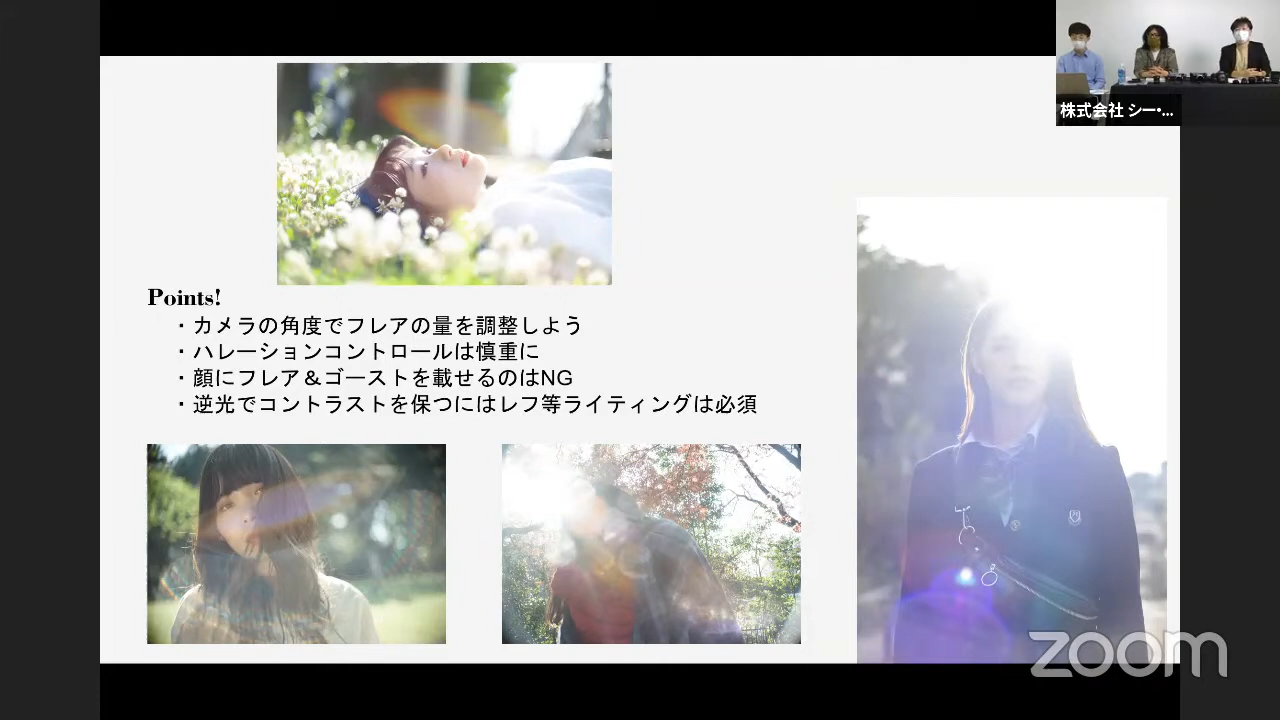 株式会社 シー・...
Points!
・カメラの角度でフレアの量を調整しよう
・ハレーションコントロールは慎重に
・顔にフレア＆ゴーストを載せるのはNG
・逆光でコントラストを保つにはレフ等ライティングは必須
zoom